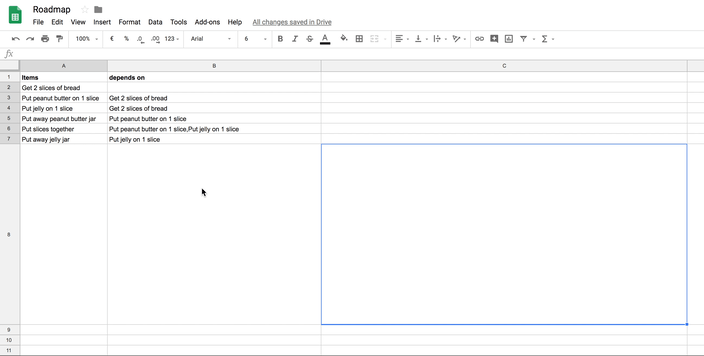 Roadmap
File Edit View Insert Format Data Tools Add-ons Help All changes saved in Drive
100% € % .0 .00 123 Arial 6 B I S A
fx
A B C
1 Items depends on
2 Get 2 slices of bread
3 Put peanut butter on 1 slice Get 2 slices of bread
4 Put jelly on 1 slice Get 2 slices of bread
5 Put away peanut butter jar Put peanut butter on 1 slice
6 Put slices together Put peanut butter on 1 slice,Put jelly on 1 slice
7 Put away jelly jar Put jelly on 1 slice
8
9
10
11